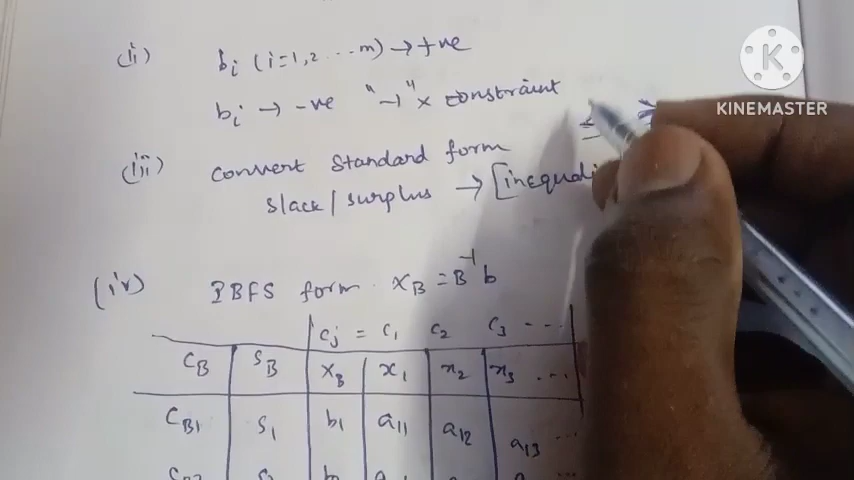 (ii) bi (i=1,2 ... m) → +ve
bi → -ve "-1" × constraint
(iii) convert standard form
slack/surplus → [inequali
(iv) IBFS form XB = B⁻¹ b
Cj = C1 C2 C3 ...
CB SB XB x1 x2 x3 ...
CB1 S1 b1 a11 a12 a13 ...
KINEMASTER